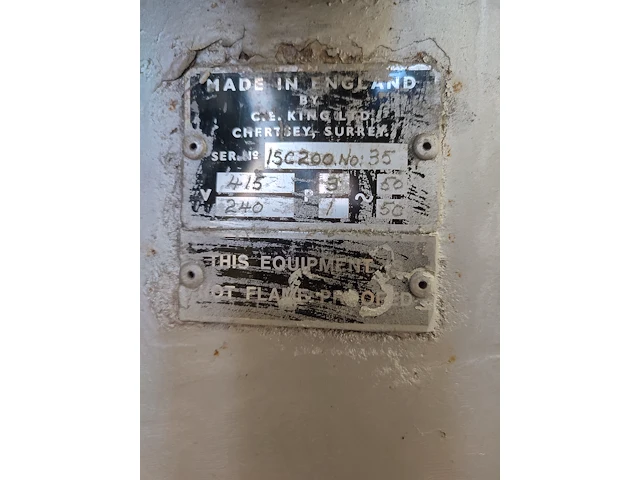 MADE IN ENGLAND
BY
C.E. KING LTD.
CHERTSEY, SURREY.
SER. Nº 15C200.No:35
V 415 P 3 ~ 50
240 1 50
THIS EQUIPMENT
NOT FLAME PROOFED